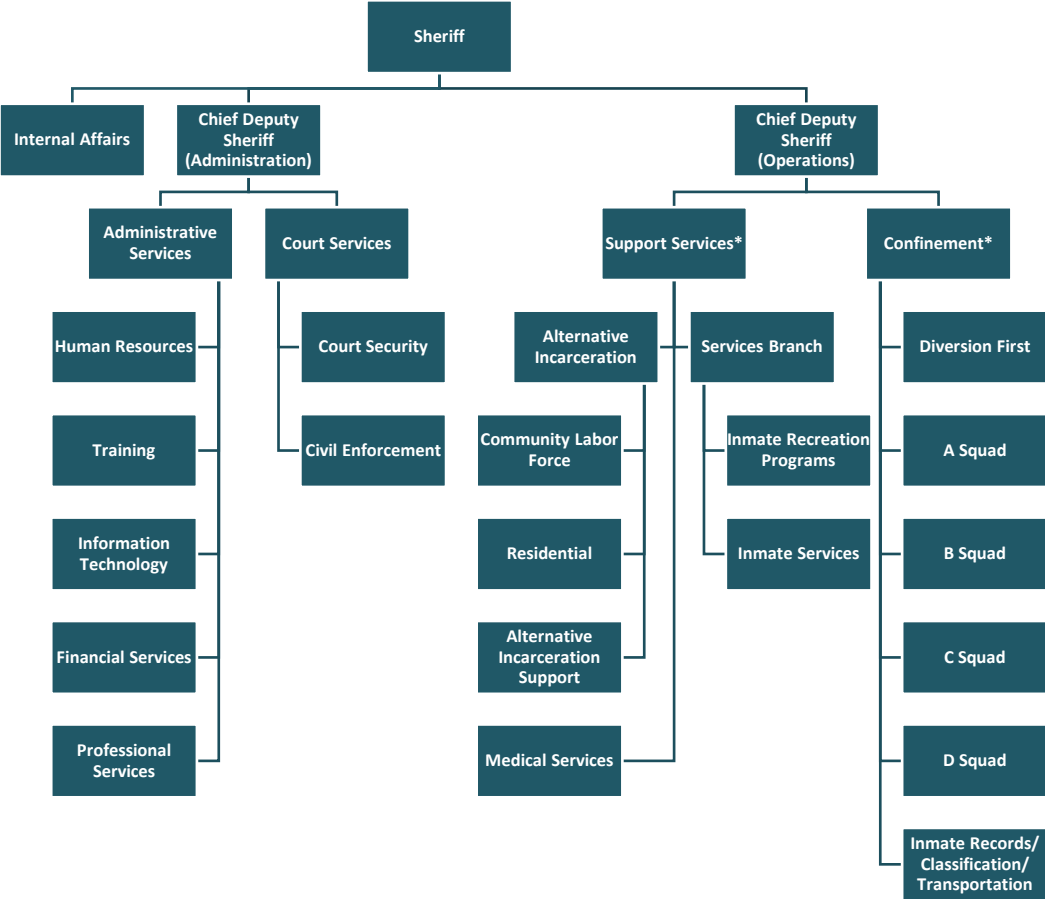 Sheriff
Internal Affairs
Chief Deputy
Sheriff
(Administration)
Chief Deputy
Sheriff
(Operations)
Administrative
Services
Court Services
Support Services*
Confinement*
Human Resources
Court Security
Alternative
Incarceration
Services Branch
Diversion First
Training
Civil Enforcement
Community Labor
Force
Inmate Recreation
Programs
A Squad
Information
Technology
Residential
Inmate Services
B Squad
Financial Services
Alternative
Incarceration
Support
C Squad
Professional
Services
Medical Services
D Squad
Inmate Records/
Classification/
Transportation